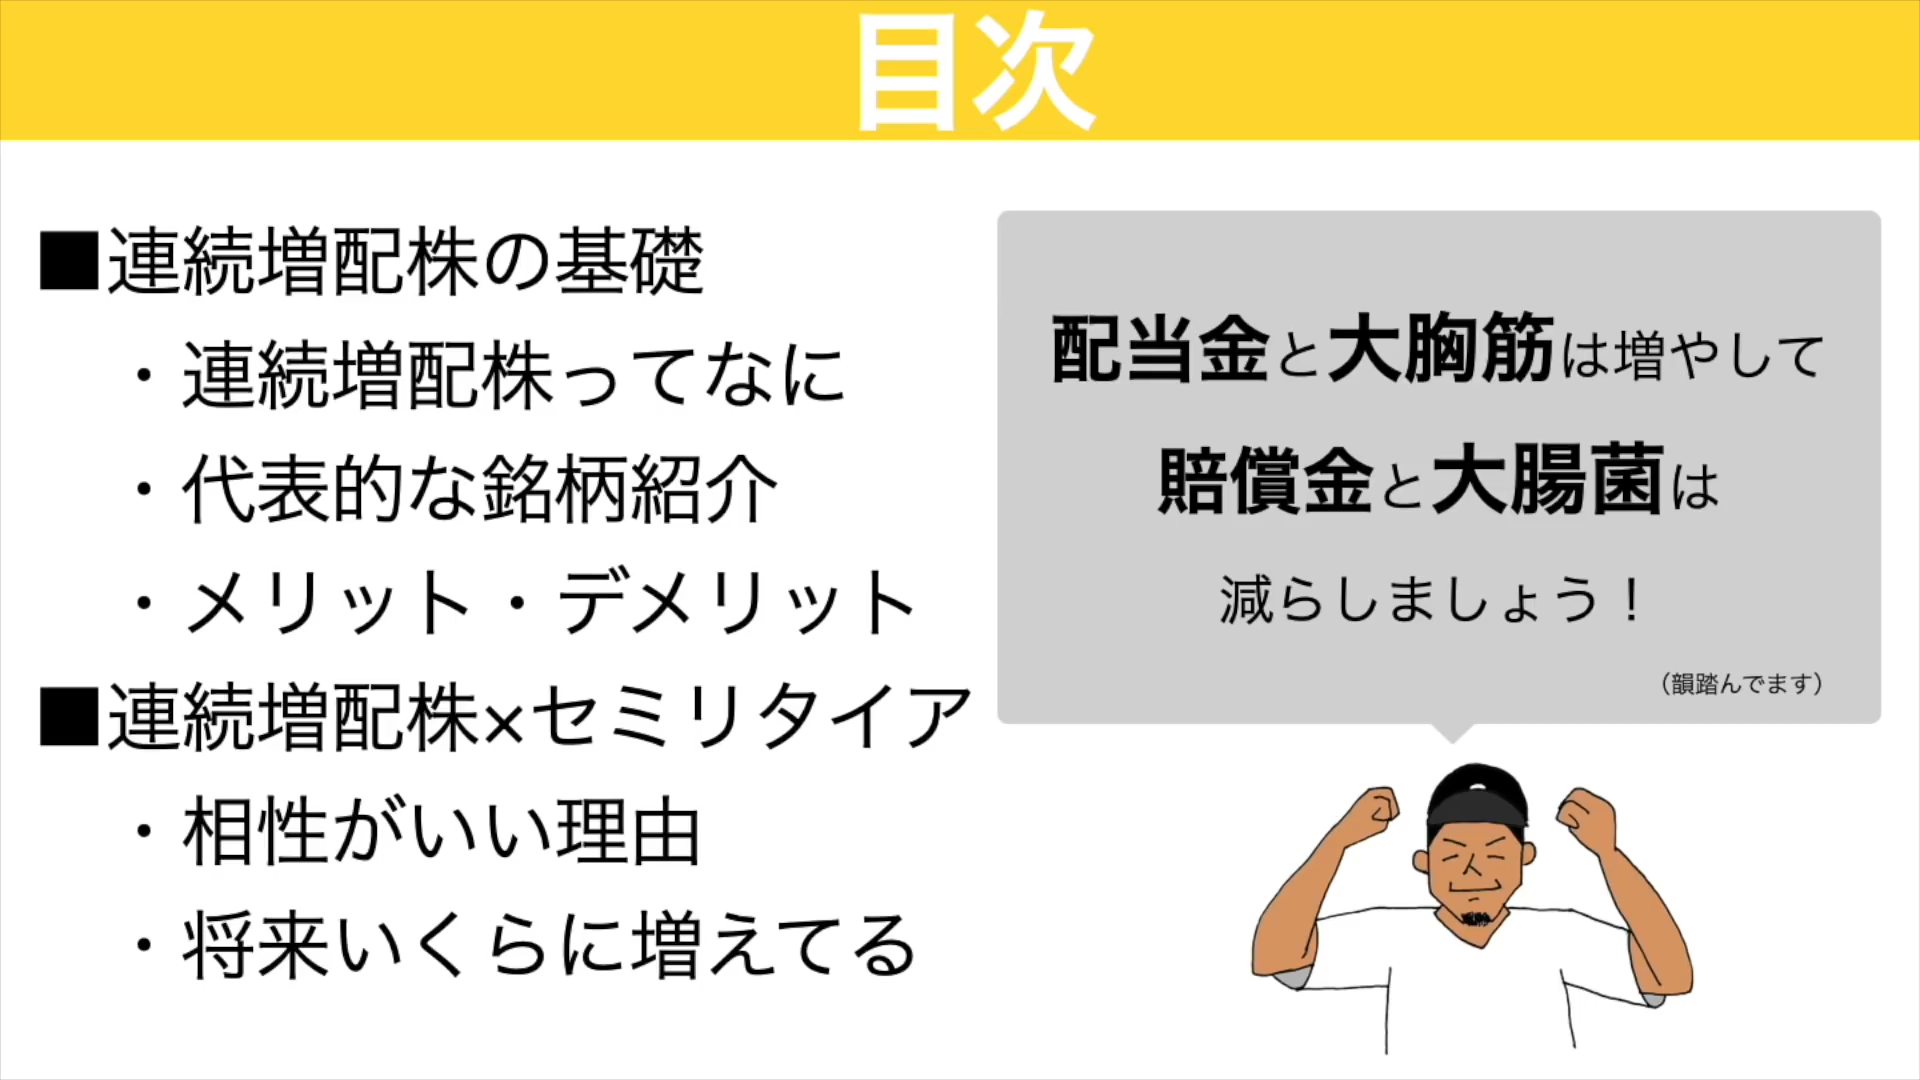 目次
■連続増配株の基礎
・連続増配株ってなに
・代表的な銘柄紹介
・メリット・デメリット
■連続増配株×セミリタイア
・相性がいい理由
・将来いくらに増えてる
配当金と大胸筋は増やして
賠償金と大腸菌は
減らしましょう！
（韻踏んでます）